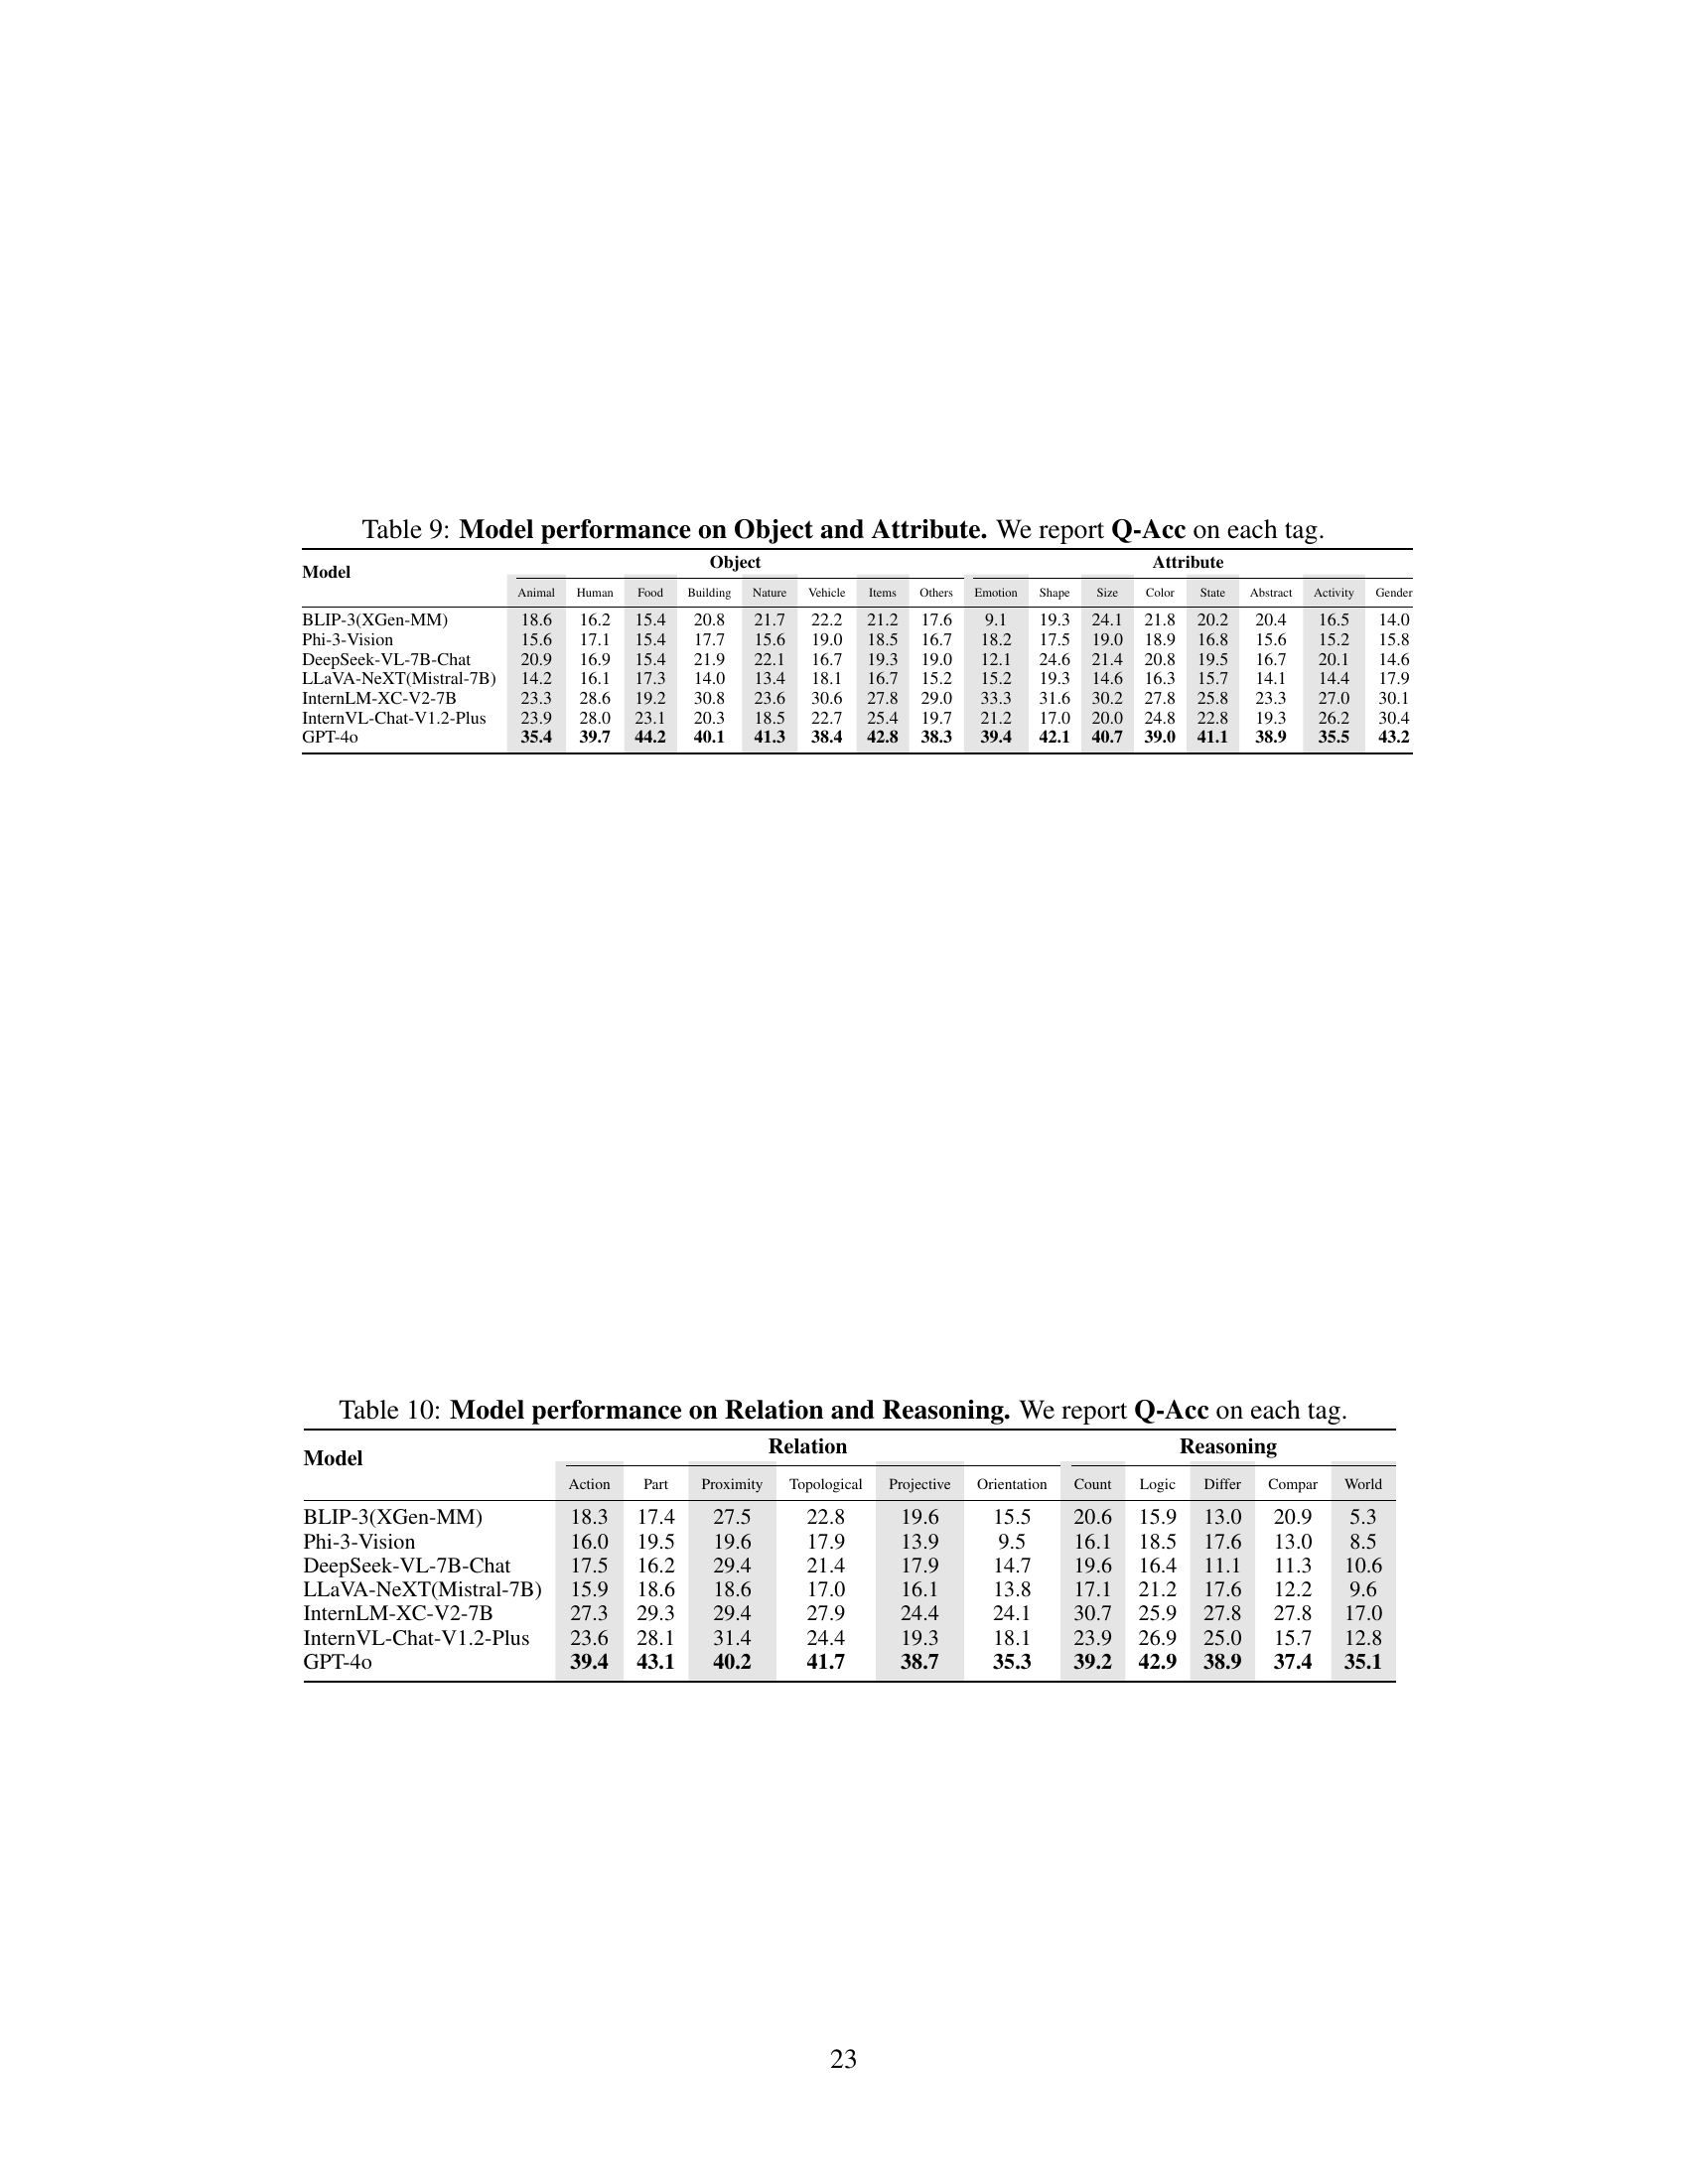 Table 9: Model performance on Object and Attribute. We report Q-Acc on each tag.
Model Object Attribute
Animal Human Food Building Nature Vehicle Items Others Emotion Shape Size Color State Abstract Activity Gender
BLIP-3(XGen-MM) 18.6 16.2 15.4 20.8 21.7 22.2 21.2 17.6 9.1 19.3 24.1 21.8 20.2 20.4 16.5 14.0
Phi-3-Vision 15.6 17.1 15.4 17.7 15.6 19.0 18.5 16.7 18.2 17.5 19.0 18.9 16.8 15.6 15.2 15.8
DeepSeek-VL-7B-Chat 20.9 16.9 15.4 21.9 22.1 16.7 19.3 19.0 12.1 24.6 21.4 20.8 19.5 16.7 20.1 14.6
LLaVA-NeXT(Mistral-7B) 14.2 16.1 17.3 14.0 13.4 18.1 16.7 15.2 15.2 19.3 14.6 16.3 15.7 14.1 14.4 17.9
InternLM-XC-V2-7B 23.3 28.6 19.2 30.8 23.6 30.6 27.8 29.0 33.3 31.6 30.2 27.8 25.8 23.3 27.0 30.1
InternVL-Chat-V1.2-Plus 23.9 28.0 23.1 20.3 18.5 22.7 25.4 19.7 21.2 17.0 20.0 24.8 22.8 19.3 26.2 30.4
GPT-4o 35.4 39.7 44.2 40.1 41.3 38.4 42.8 38.3 39.4 42.1 40.7 39.0 41.1 38.9 35.5 43.2
Table 10: Model performance on Relation and Reasoning. We report Q-Acc on each tag.
Model Relation Reasoning
Action Part Proximity Topological Projective Orientation Count Logic Differ Compar World
BLIP-3(XGen-MM) 18.3 17.4 27.5 22.8 19.6 15.5 20.6 15.9 13.0 20.9 5.3
Phi-3-Vision 16.0 19.5 19.6 17.9 13.9 9.5 16.1 18.5 17.6 13.0 8.5
DeepSeek-VL-7B-Chat 17.5 16.2 29.4 21.4 17.9 14.7 19.6 16.4 11.1 11.3 10.6
LLaVA-NeXT(Mistral-7B) 15.9 18.6 18.6 17.0 16.1 13.8 17.1 21.2 17.6 12.2 9.6
InternLM-XC-V2-7B 27.3 29.3 29.4 27.9 24.4 24.1 30.7 25.9 27.8 27.8 17.0
InternVL-Chat-V1.2-Plus 23.6 28.1 31.4 24.4 19.3 18.1 23.9 26.9 25.0 15.7 12.8
GPT-4o 39.4 43.1 40.2 41.7 38.7 35.3 39.2 42.9 38.9 37.4 35.1
23